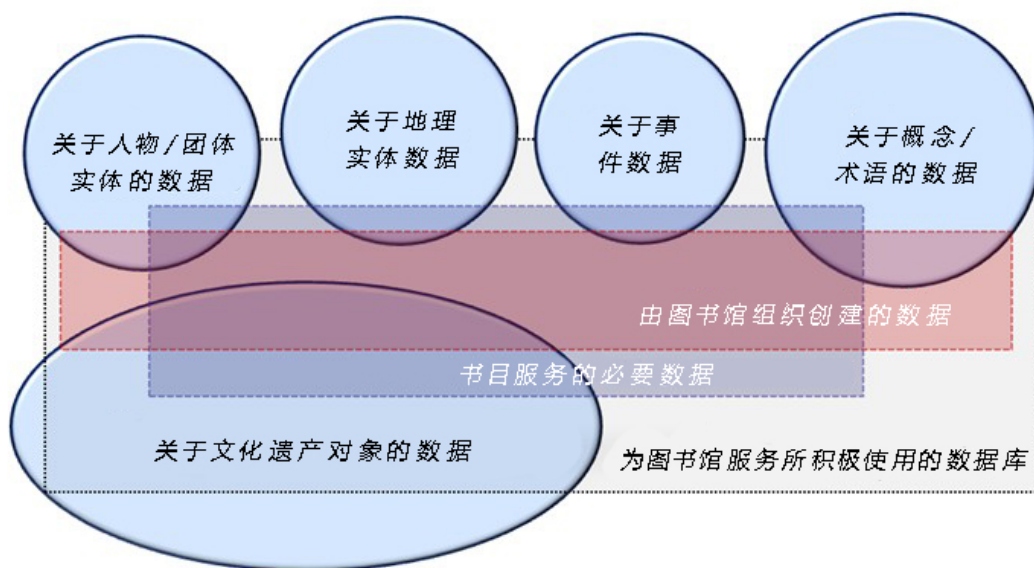 关于人物/团体
实体的数据
关于地理
实体数据
关于事
件数据
关于概念/
术语的数据
由图书馆组织创建的数据
书目服务的必要数据
关于文化遗产对象的数据
为图书馆服务所积极使用的数据库